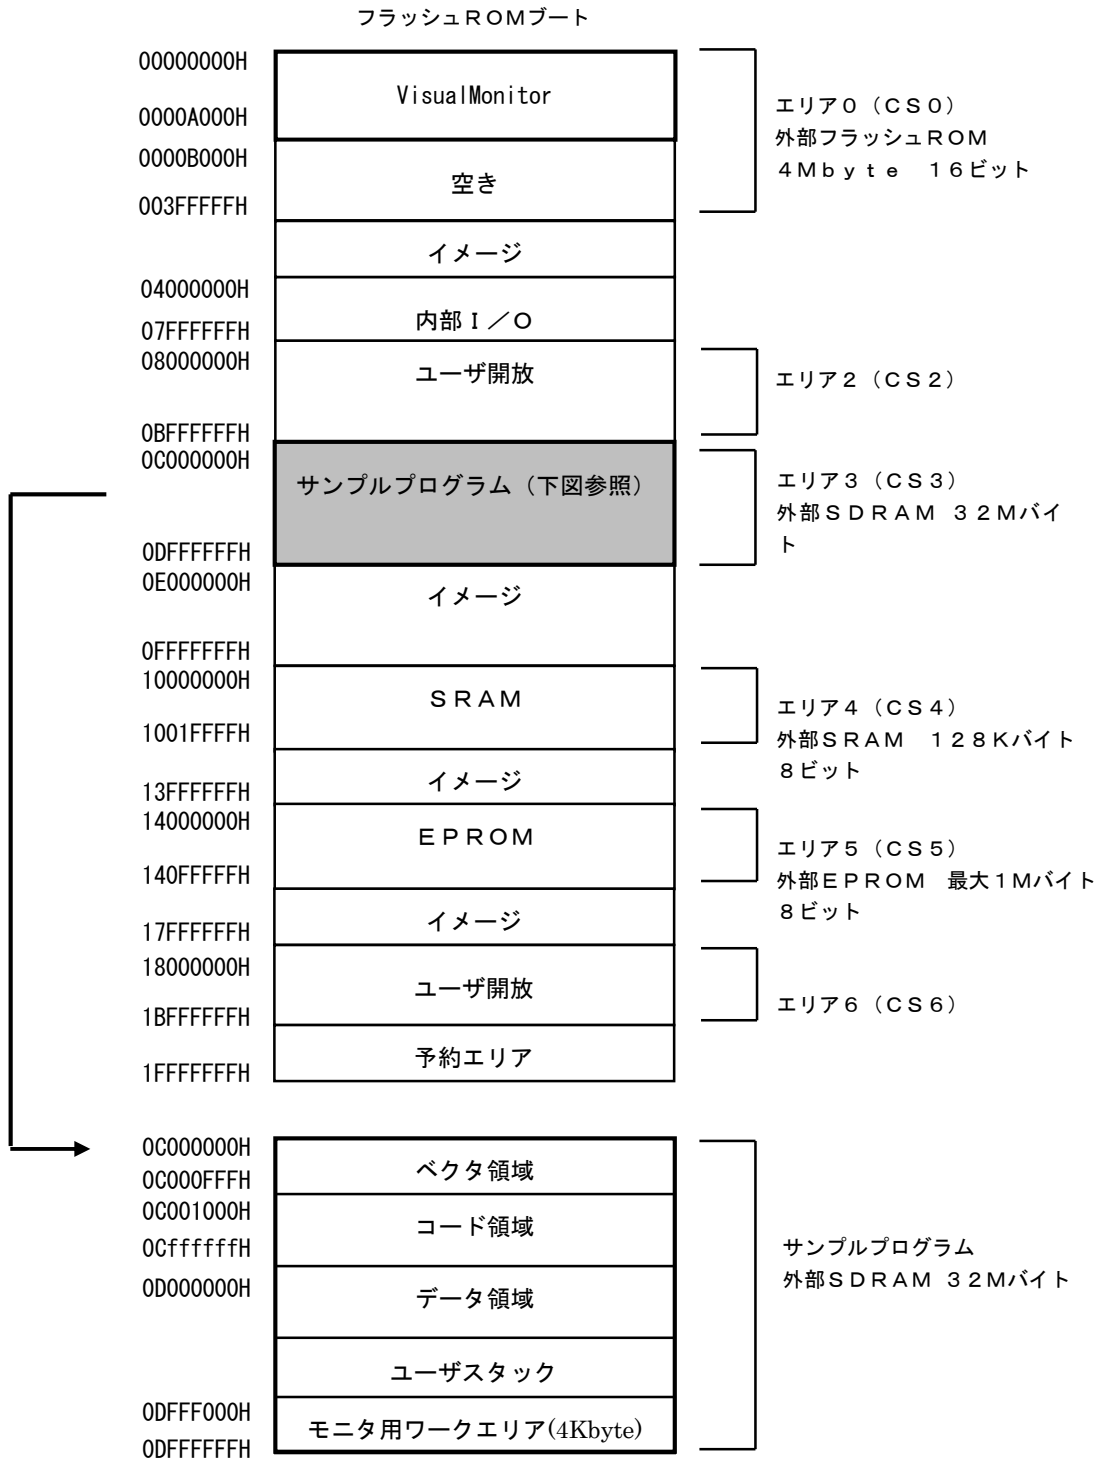 フラッシュＲＯＭブート
00000000H
VisualMonitor
0000A000H
0000B000H
空き
003FFFFFH
エリア０（ＣＳ０）
外部フラッシュＲＯＭ
４Ｍｂｙｔｅ　１６ビット
イメージ
04000000H
内部Ｉ／Ｏ
07FFFFFFH
08000000H
ユーザ開放
0BFFFFFFH
エリア２（ＣＳ２）
0C000000H
サンプルプログラム（下図参照）
0DFFFFFFH
エリア３（ＣＳ３）
外部ＳＤＲＡＭ ３２Ｍバイ
ト
0E000000H
イメージ
0FFFFFFFH
10000000H
ＳＲＡＭ
1001FFFFH
エリア４（ＣＳ４）
外部ＳＲＡＭ　１２８Ｋバイト
８ビット
イメージ
13FFFFFFH
14000000H
ＥＰＲＯＭ
140FFFFFH
エリア５（ＣＳ５）
外部ＥＰＲＯＭ　最大１Ｍバイト
８ビット
イメージ
17FFFFFFH
18000000H
ユーザ開放
1BFFFFFFH
エリア６（ＣＳ６）
予約エリア
1FFFFFFFH
0C000000H
ベクタ領域
0C000FFFH
0C001000H
コード領域
0CffffffH
0D000000H
データ領域
ユーザスタック
0DFFF000H
モニタ用ワークエリア(4Kbyte)
0DFFFFFFH
サンプルプログラム
外部ＳＤＲＡＭ ３２Ｍバイト